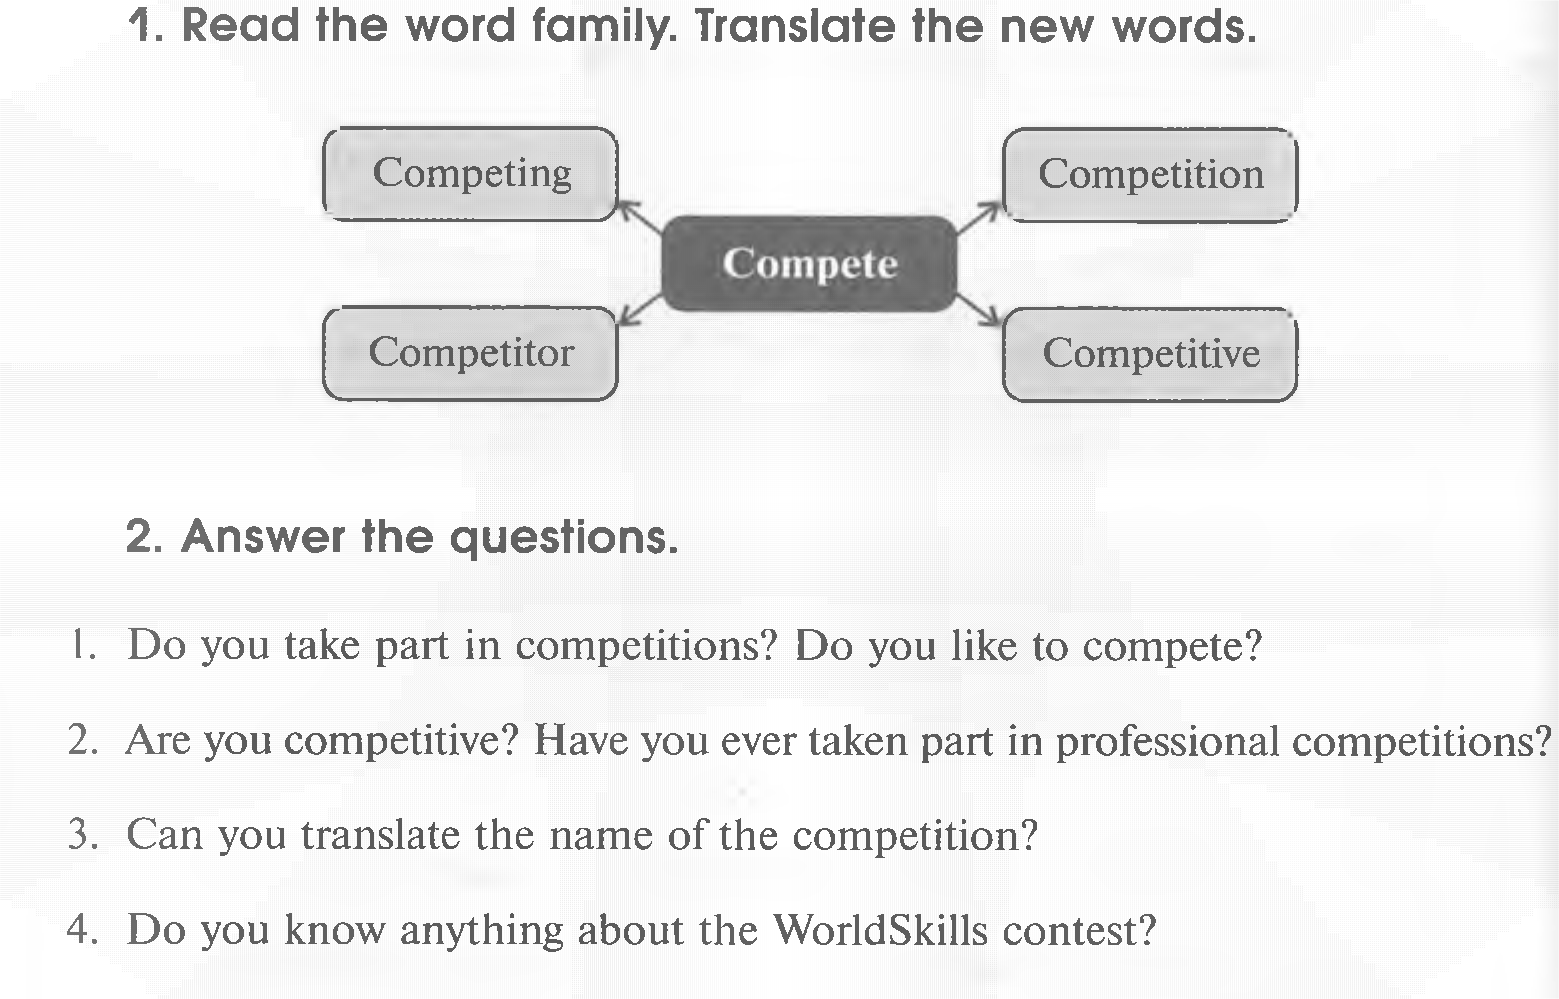 1. Read the word family. Translate the new words.
Competing
Competition
Compete
Competitor
Competitive
2. Answer the questions.
1. Do you take part in competitions? Do you like to compete?
2. Are you competitive? Have you ever taken part in professional competitions?
3. Can you translate the name of the competition?
4. Do you know anything about the WorldSkills contest?